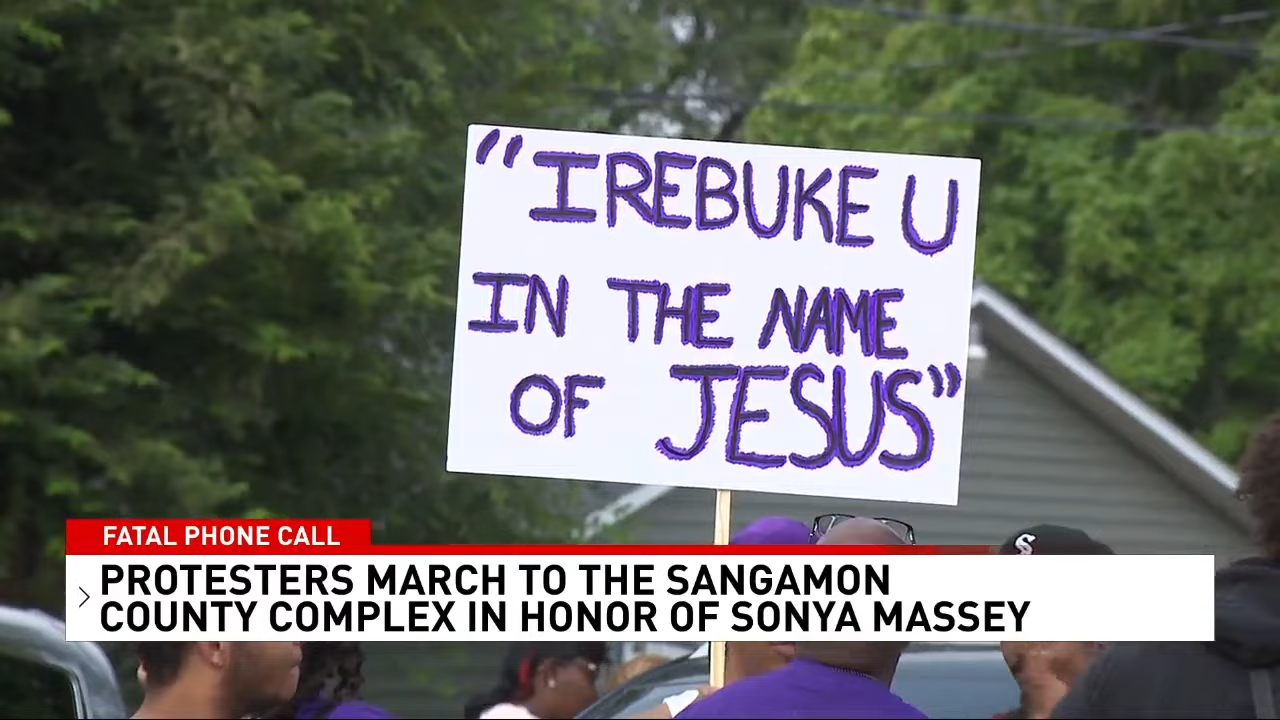 "I REBUKE U
IN THE NAME
OF JESUS"
FATAL PHONE CALL
PROTESTERS MARCH TO THE SANGAMON
COUNTY COMPLEX IN HONOR OF SONYA MASSEY